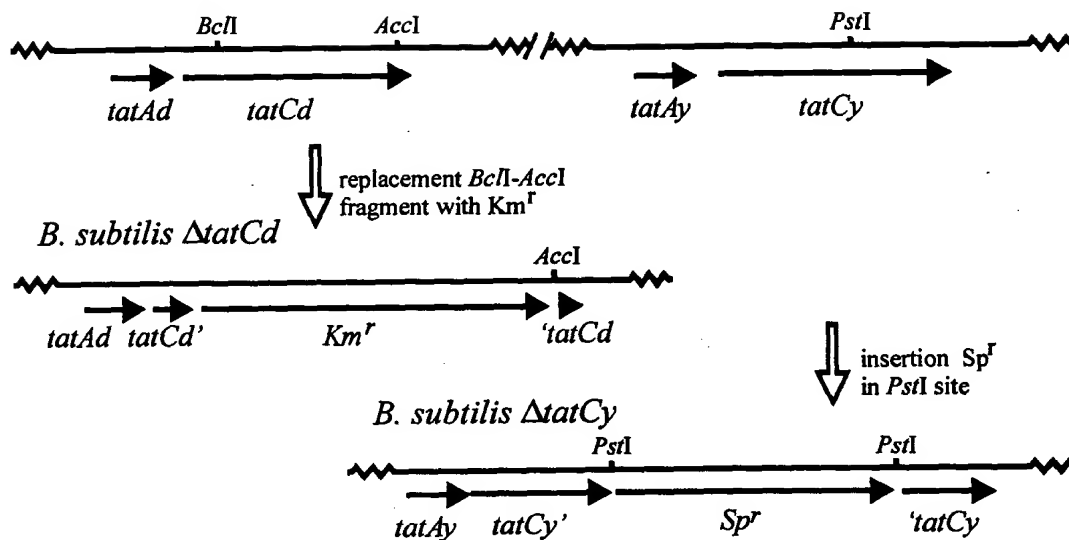 BclI AccI PstI
tatAd tatCd tatAy tatCy
replacement BclI-AccI
fragment with Kmʳ
B. subtilis ΔtatCd
AccI
tatAd tatCd’ Kmʳ ‘tatCd
insertion Spʳ
in PstI site
B. subtilis ΔtatCy
PstI PstI
tatAy tatCy’ Spʳ ‘tatCy